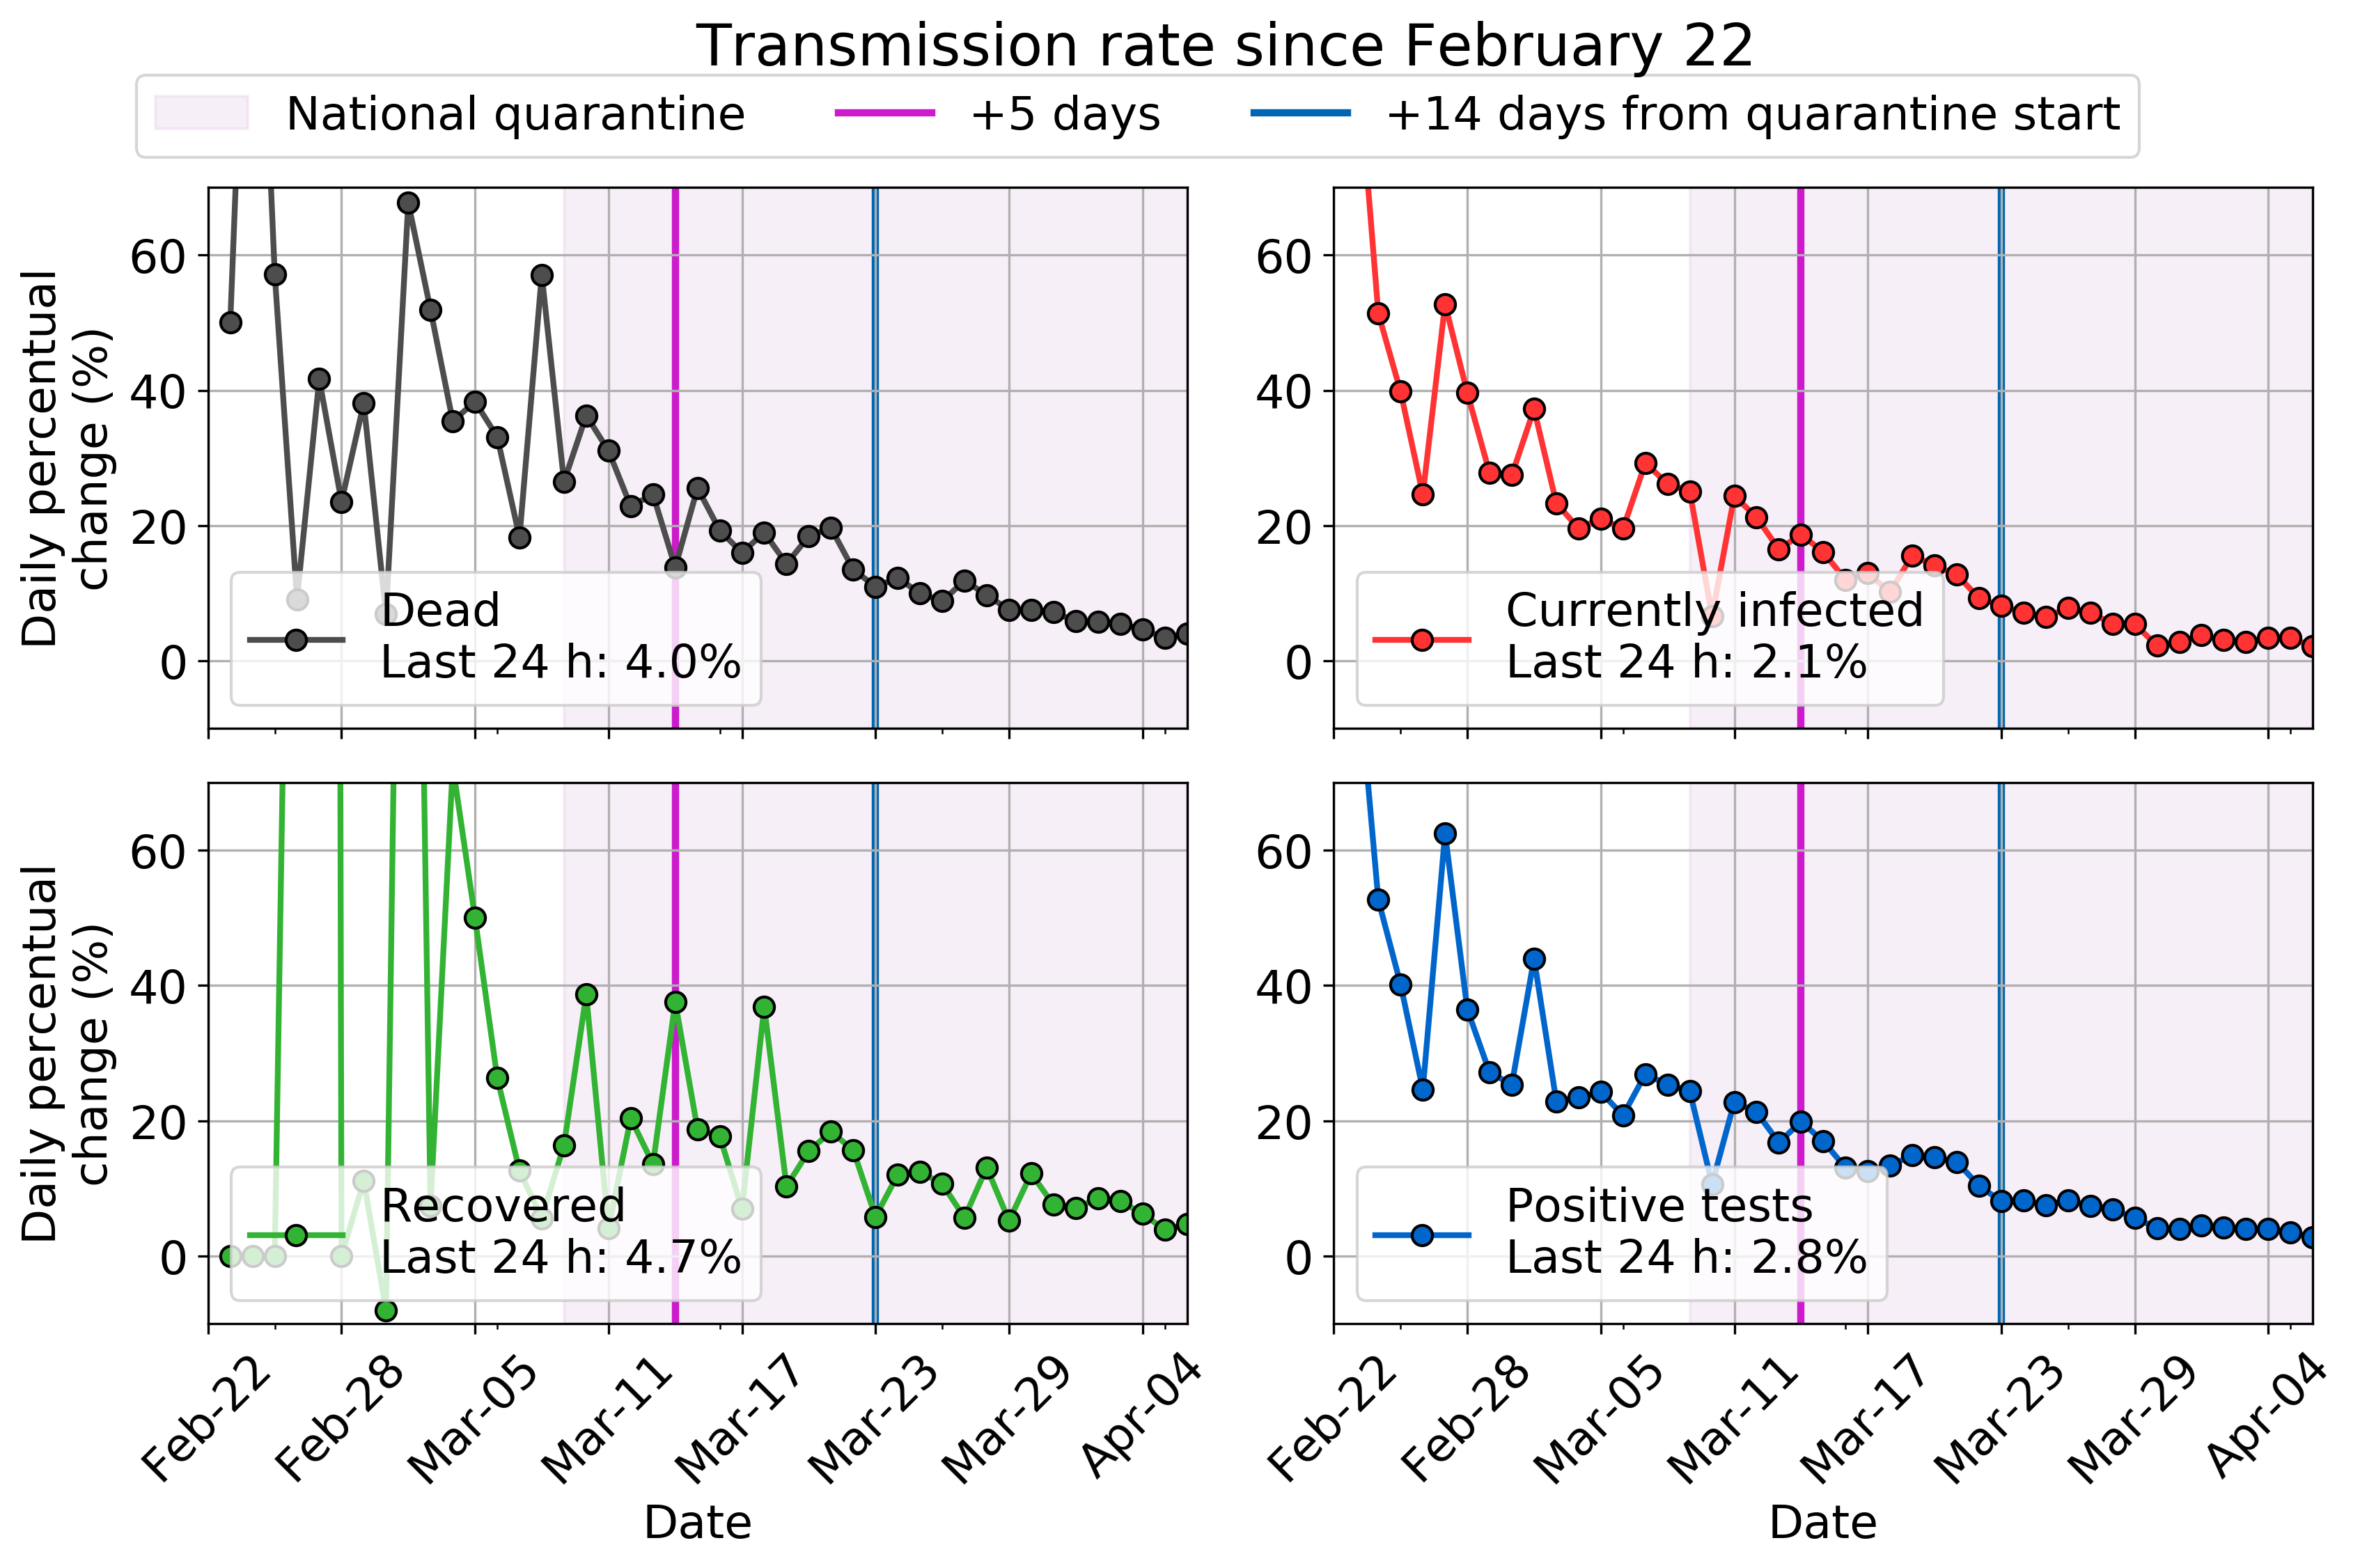 Transmission rate since February 22
National quarantine +5 days +14 days from quarantine start
Daily percentual
change (%)
60
40
20
0
Dead
Last 24 h: 4.0%
60
40
20
0
Currently infected
Last 24 h: 2.1%
Daily percentual
change (%)
60
40
20
0
Recovered
Last 24 h: 4.7%
Feb-22 Feb-28 Mar-05 Mar-11 Mar-17 Mar-23 Mar-29 Apr-04
Date
60
40
20
0
Positive tests
Last 24 h: 2.8%
Feb-22 Feb-28 Mar-05 Mar-11 Mar-17 Mar-23 Mar-29 Apr-04
Date